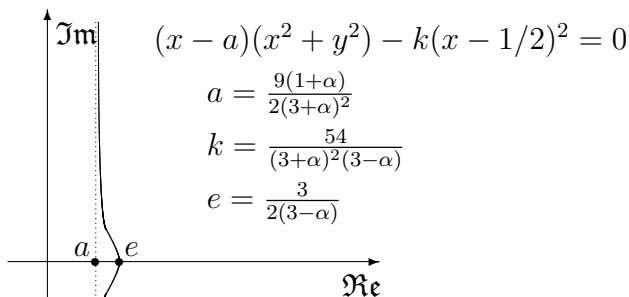 ℑm
(x − a)(x² + y²) − k(x − 1/2)² = 0
a = 9(1+α) / 2(3+α)²
k = 54 / (3+α)²(3−α)
e = 3 / 2(3−α)
a e
ℜe